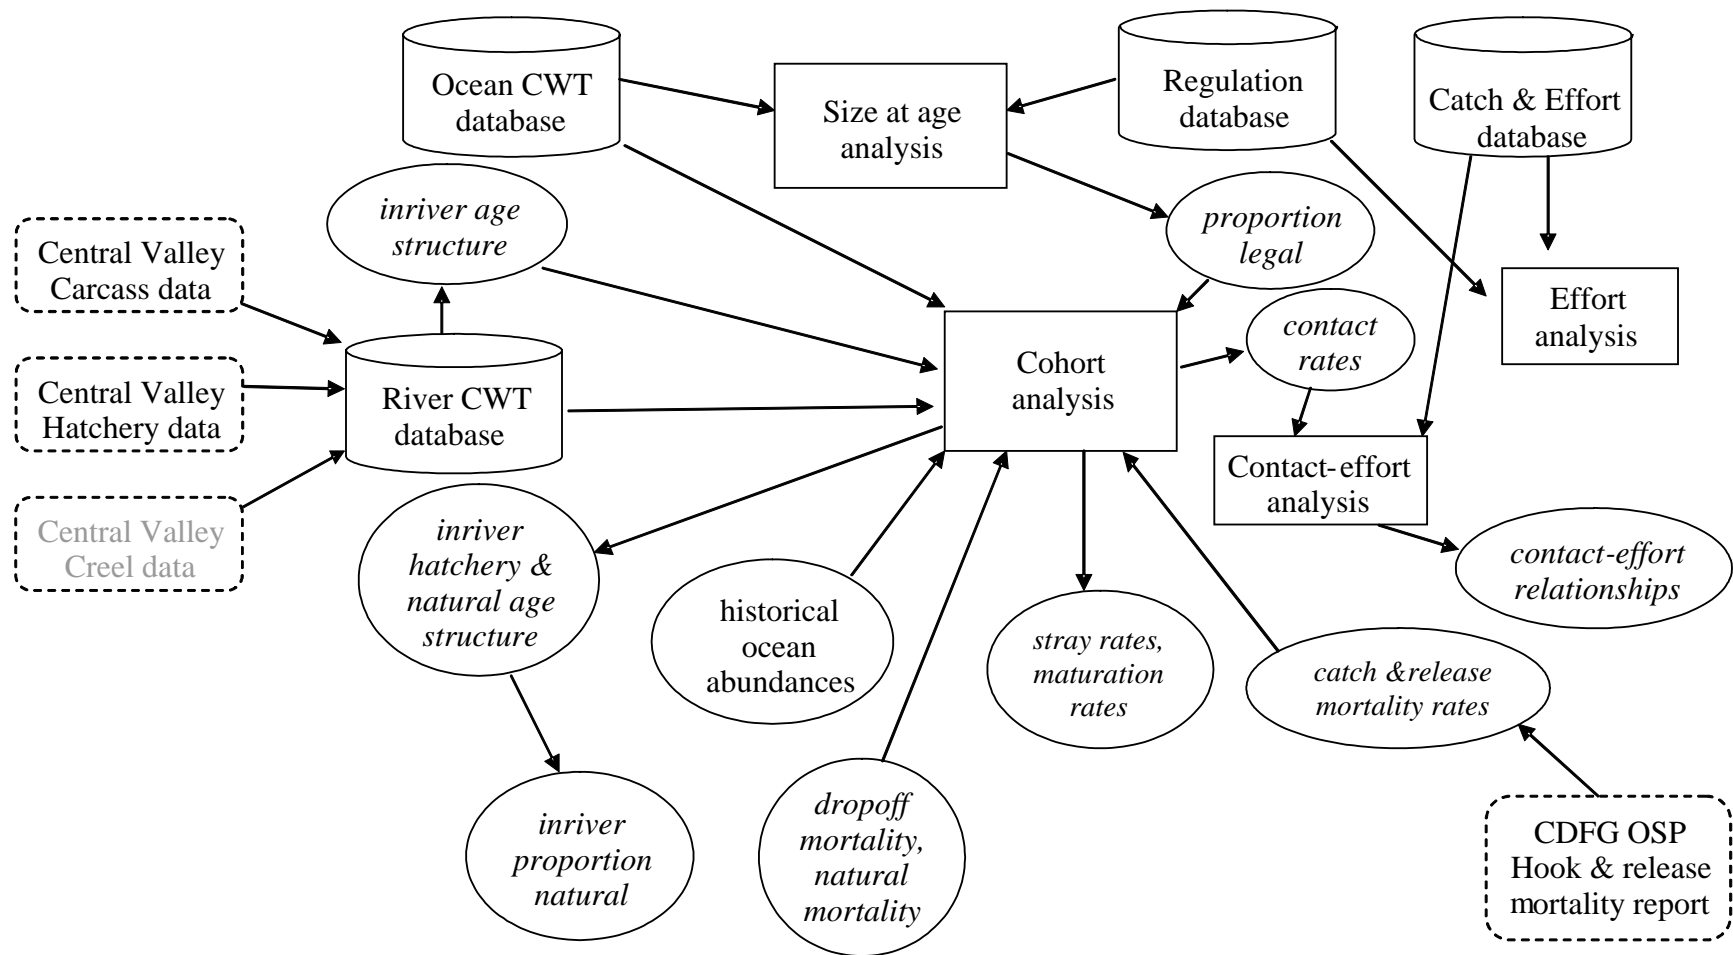 Ocean CWT
database
Size at age
analysis
Regulation
database
Catch & Effort
database
inriver age
structure
proportion
legal
Central Valley
Carcass data
Effort
analysis
contact
rates
Cohort
analysis
Central Valley
Hatchery data
River CWT
database
Contact-effort
analysis
Central Valley
Creel data
inriver
hatchery &
natural age
structure
contact-effort
relationships
historical
ocean
abundances
stray rates,
maturation
rates
catch &release
mortality rates
inriver
proportion
natural
dropoff
mortality,
natural
mortality
CDFG OSP
Hook & release
mortality report